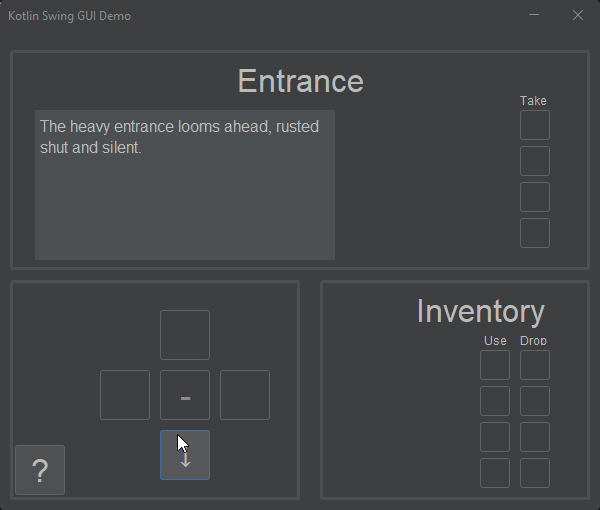 Kotlin Swing GUI Demo
Entrance
Take
The heavy entrance looms ahead, rusted
shut and silent.
Inventory
Use Drop
-
↓
?